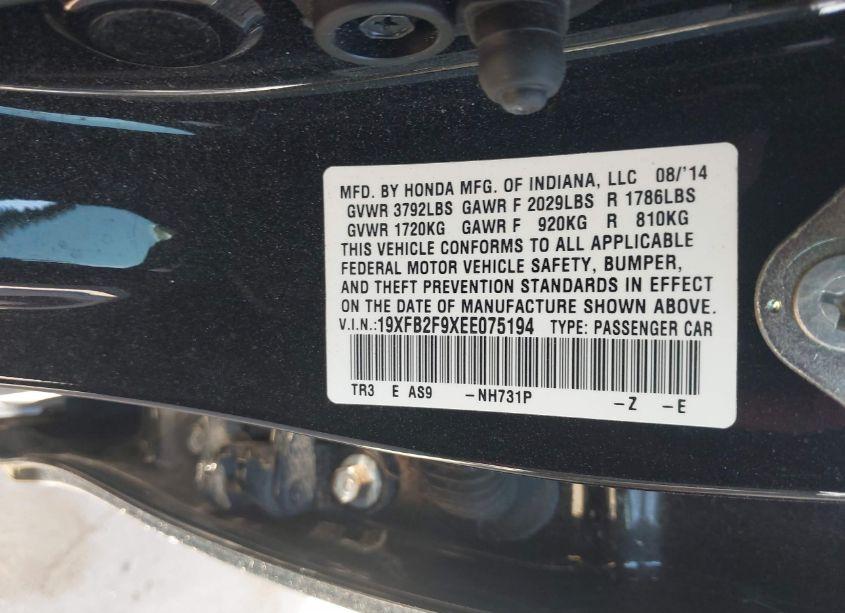 MFD. BY HONDA MFG. OF INDIANA, LLC 08/'14
GVWR 3792LBS GAWR F 2029LBS R 1786LBS
GVWR 1720KG GAWR F 920KG R 810KG
THIS VEHICLE CONFORMS TO ALL APPLICABLE
FEDERAL MOTOR VEHICLE SAFETY, BUMPER,
AND THEFT PREVENTION STANDARDS IN EFFECT
ON THE DATE OF MANUFACTURE SHOWN ABOVE.
V.I.N.:19XFB2F9XEE075194 TYPE: PASSENGER CAR
TR3 E AS9 -NH731P -Z -E